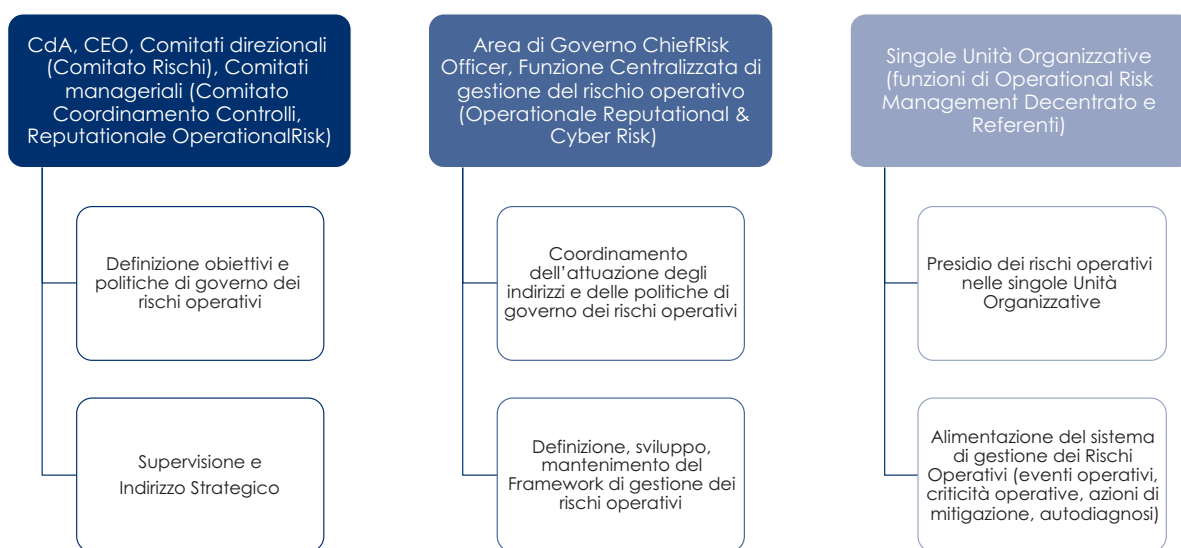 CdA, CEO, Comitati direzionali
(Comitato Rischi), Comitati
manageriali (Comitato
Coordinamento Controlli,
Reputationale OperationalRisk)
Definizione obiettivi e
politiche di governo dei
rischi operativi
Supervisione e
Indirizzo Strategico
Area di Governo ChiefRisk
Officer, Funzione Centralizzata di
gestione del rischio operativo
(Operationale Reputational &
Cyber Risk)
Coordinamento
dell’attuazione degli
indirizzi e delle politiche di
governo dei rischi operativi
Definizione, sviluppo,
mantenimento del
Framework di gestione dei
rischi operativi
Singole Unità Organizzative
(funzioni di Operational Risk
Management Decentrato e
Referenti)
Presidio dei rischi operativi
nelle singole Unità
Organizzative
Alimentazione del sistema
di gestione dei Rischi
Operativi (eventi operativi,
criticità operative, azioni di
mitigazione, autodiagnosi)